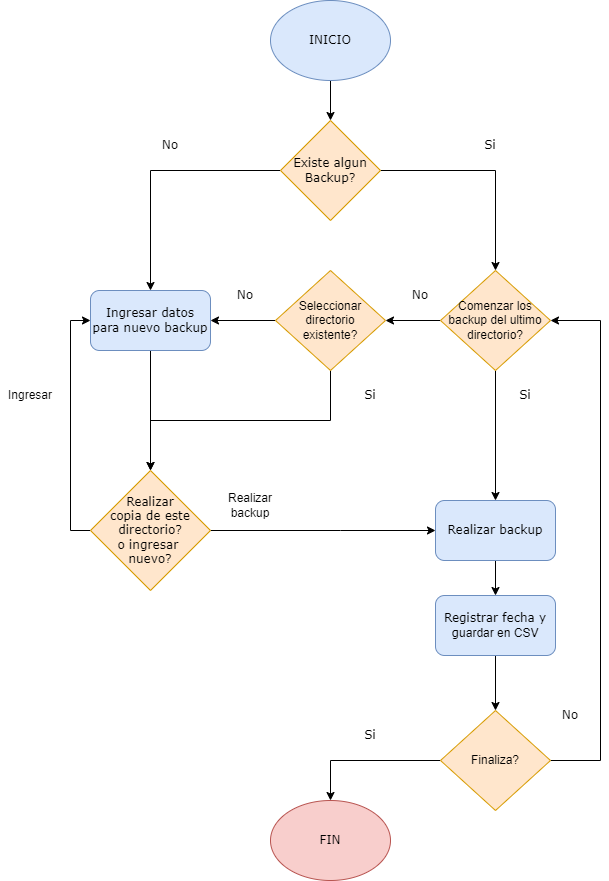 INICIO
No
Si
Existe algun
Backup?
Ingresar datos
para nuevo backup
No
Seleccionar
directorio
existente?
No
Comenzar los
backup del ultimo
directorio?
Ingresar
Si
Si
Realizar
copia de este
directorio?
o ingresar
nuevo?
Realizar
backup
Realizar backup
Registrar fecha y
guardar en CSV
Si
No
Finaliza?
FIN